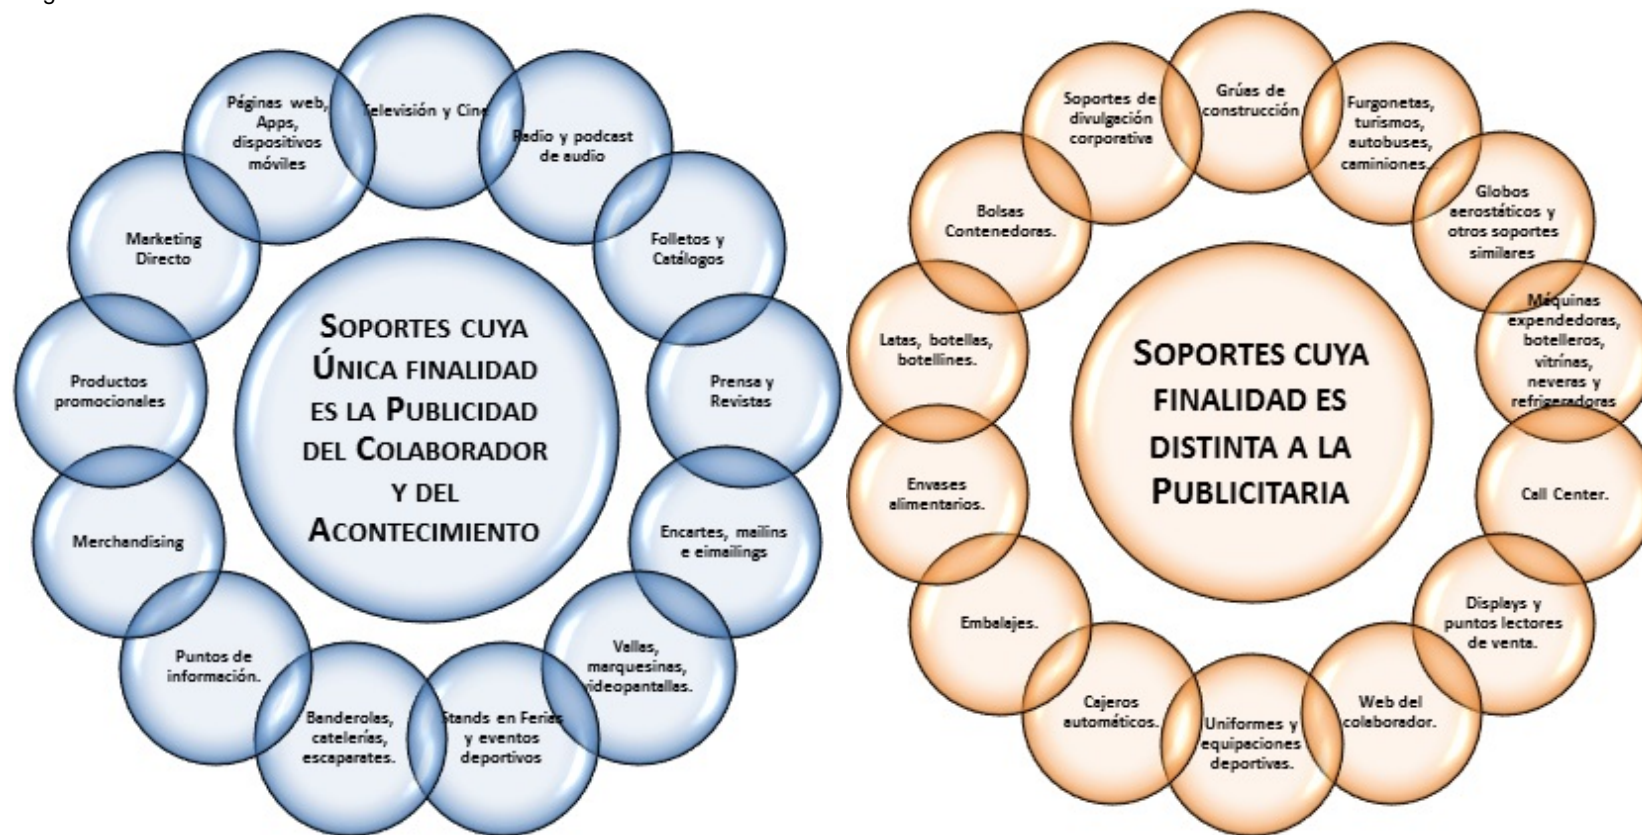 SOPORTES CUYA
ÚNICA FINALIDAD
ES LA PUBLICIDAD
DEL COLABORADOR
Y DEL
ACONTECIMIENTO
Televisión y Cine
Radio y podcast
de audio
Folletos y
Catálogos
Prensa y
Revistas
Encartes, mailins
e eimailings
Vallas,
marquesinas,
videopantallas.
Stands en Ferias
y eventos
deportivos
Banderolas,
catelerías,
escaparates.
Puntos de
información.
Merchandising
Productos
promocionales
Marketing
Directo
Páginas web,
Apps,
dispositivos
móviles
SOPORTES CUYA
FINALIDAD ES
DISTINTA A LA
PUBLICITARIA
Grúas de
construcción
Furgonetas,
turismos,
autobuses,
caminiones...
Globos
aerostáticos y
otros soportes
similares
Máquinas
expendedoras,
botelleros,
vitrínas,
neveras y
refrigeradoras
Call Center.
Displays y
puntos lectores
de venta.
Web del
colaborador.
Uniformes y
equipaciones
deportivas.
Cajeros
automáticos.
Embalajes.
Envases
alimentarios.
Latas, botellas,
botellines.
Bolsas
Contenedoras.
Soportes de
divulgación
corporativa